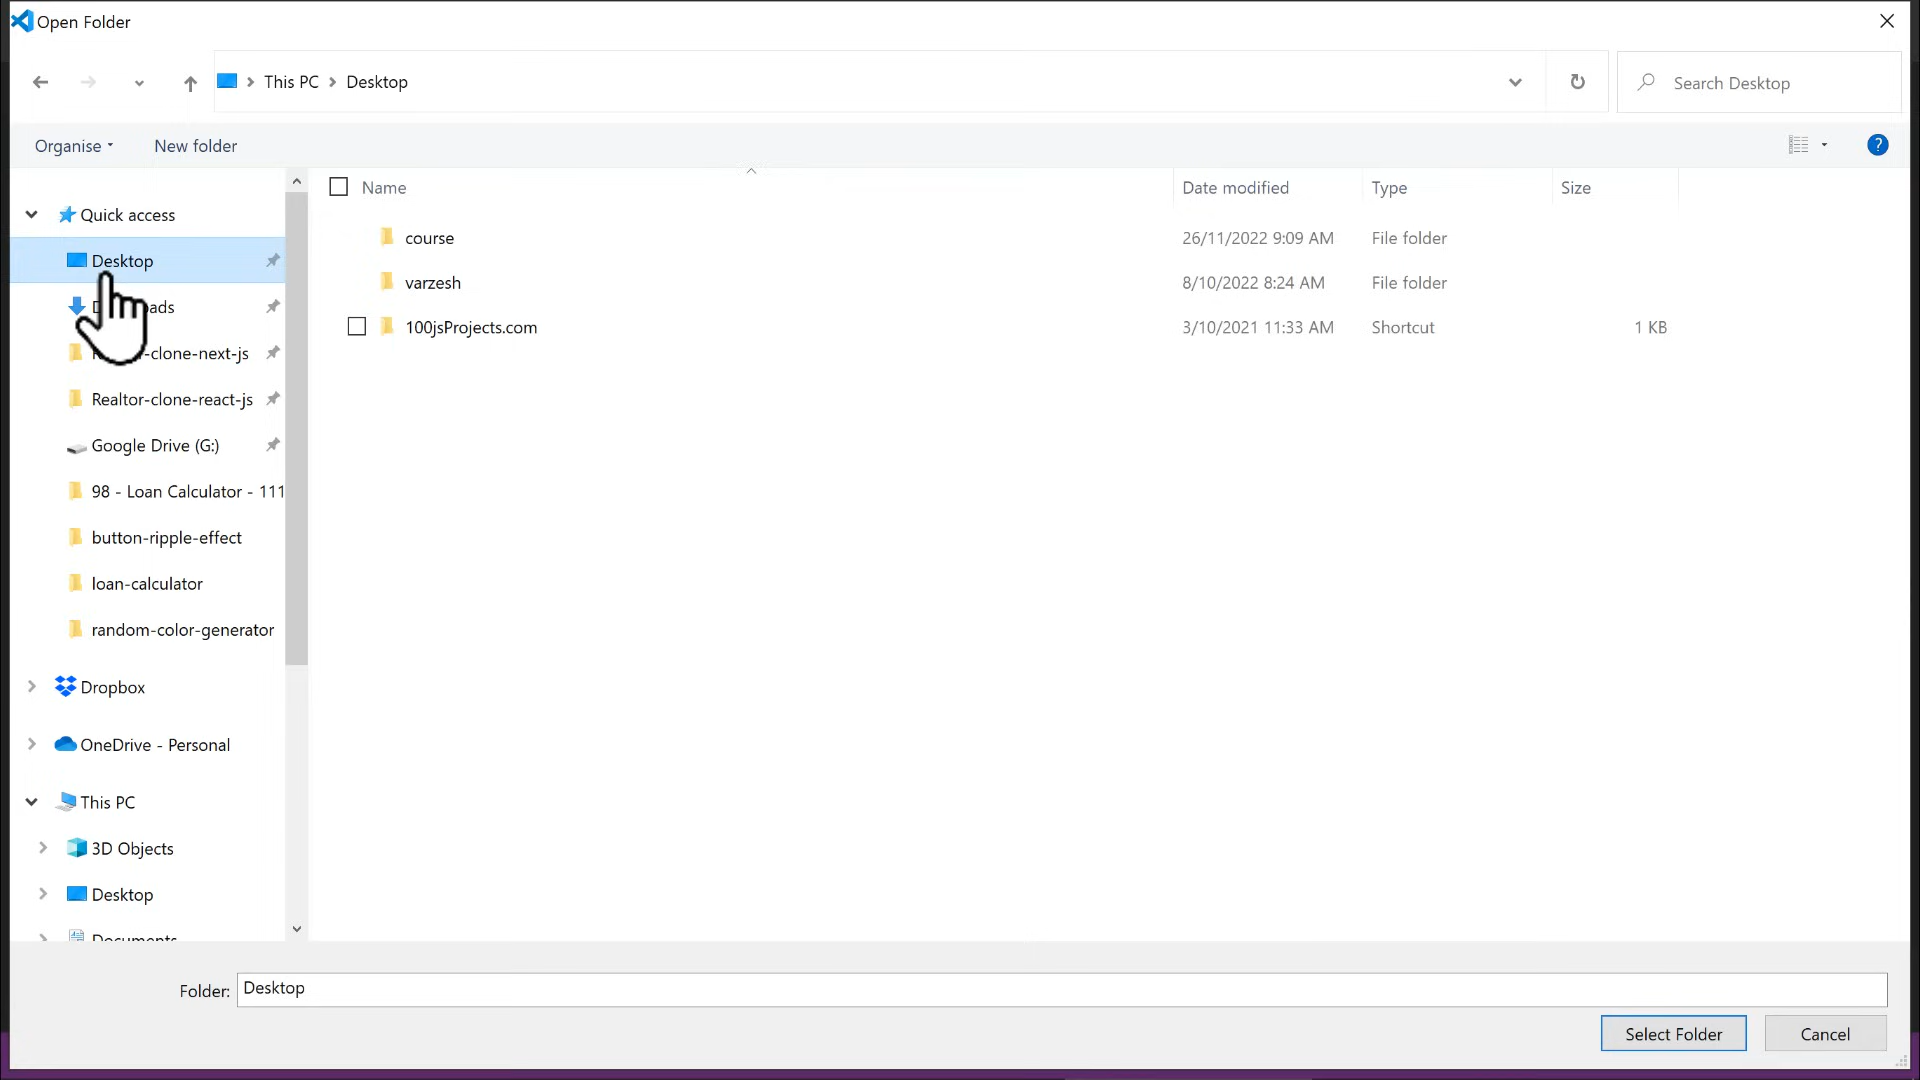 Open Folder
This PC
Desktop
Search Desktop
Organise
New folder
?
Name
Date modified
Type
Size
Quick access
Desktop
-clone-next-js
Realtor-clone-react-js
Google Drive (G:)
98 - Loan Calculator - 111
button-ripple-effect
loan-calculator
random-color-generator
Dropbox
OneDrive - Personal
This PC
3D Objects
Desktop
Documents
course 26/11/2022 9:09 AM File folder
varzesh 8/10/2022 8:24 AM File folder
100jsProjects.com 3/10/2021 11:33 AM Shortcut 1 KB
Folder: Desktop
Select Folder
Cancel